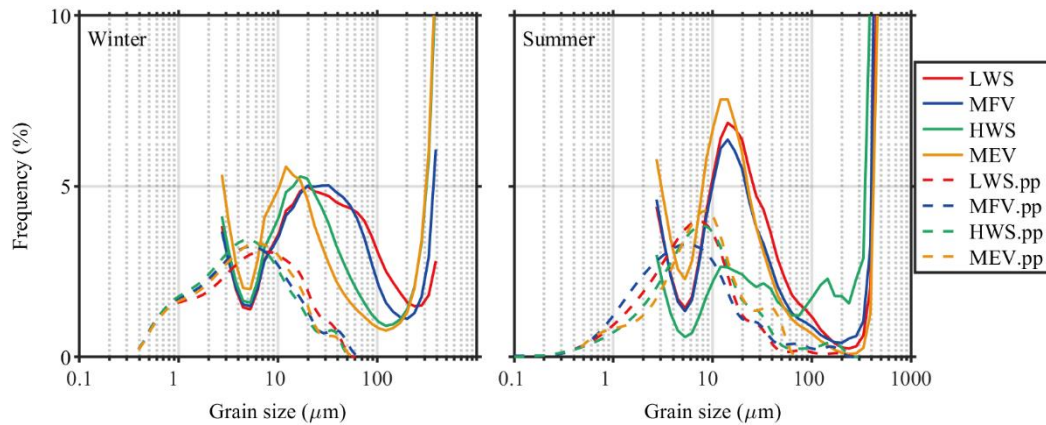 Winter
Summer
10
5
0
Frequency (%)
0.1 1 10 100
0.1 1 10 100 1000
Grain size (μm)
Grain size (μm)
LWS
MFV
HWS
MEV
LWS.pp
MFV.pp
HWS.pp
MEV.pp